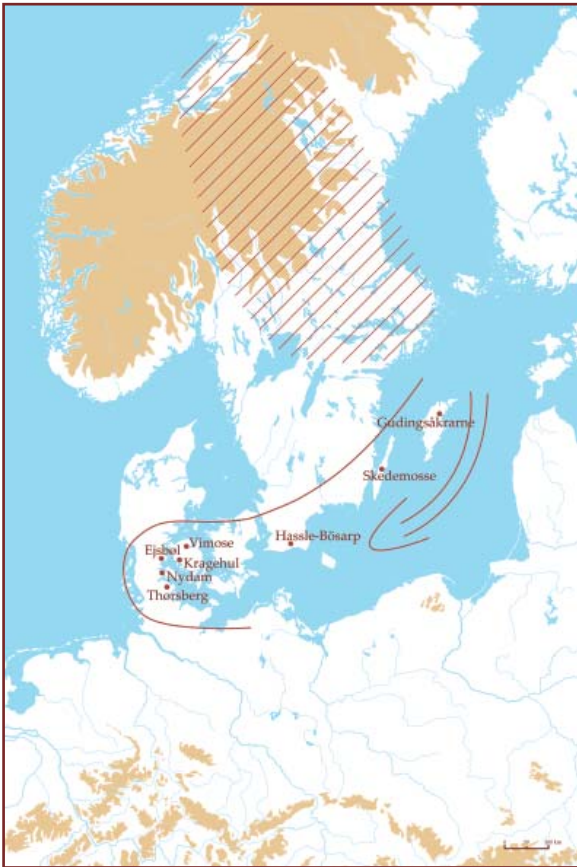 Gudingsåkrarne
Skedemosse
Hassle-Bösarp
Vimose
Ejsbøl
Kragehul
Nydam
Thorsberg